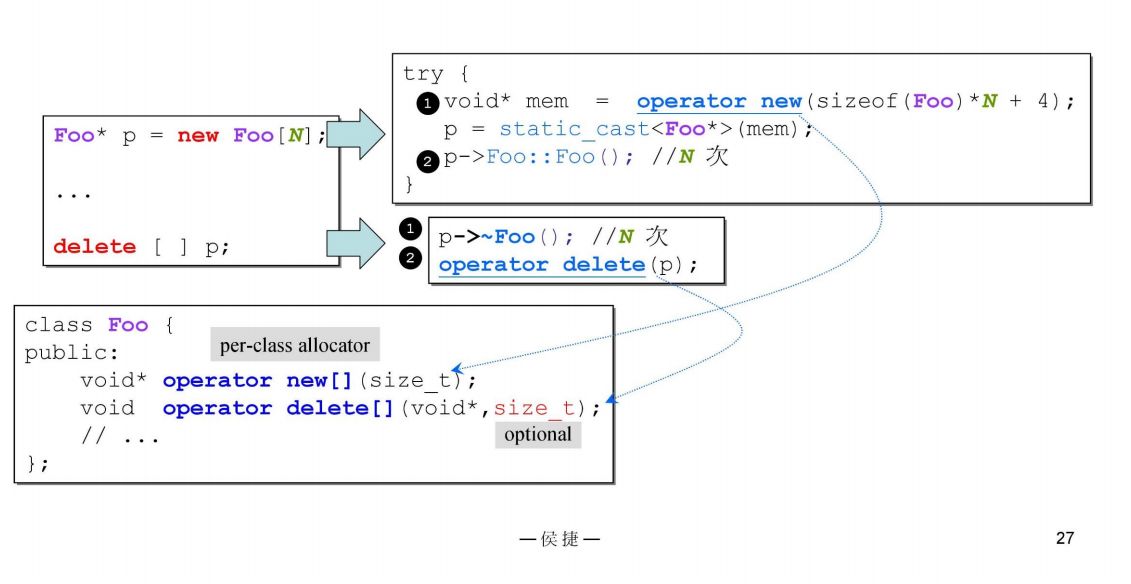 Foo* p = new Foo[N];
...
delete [ ] p;
try {
❶void* mem = operator new(sizeof(Foo)*N + 4);
p = static_cast<Foo*>(mem);
❷p->Foo::Foo(); //N 次
}
❶ p->~Foo(); //N 次
❷ operator delete(p);
class Foo {
public:
per-class allocator
void* operator new[](size_t);
void operator delete[](void*,size_t);
// ...
optional
};
—侯捷—
27